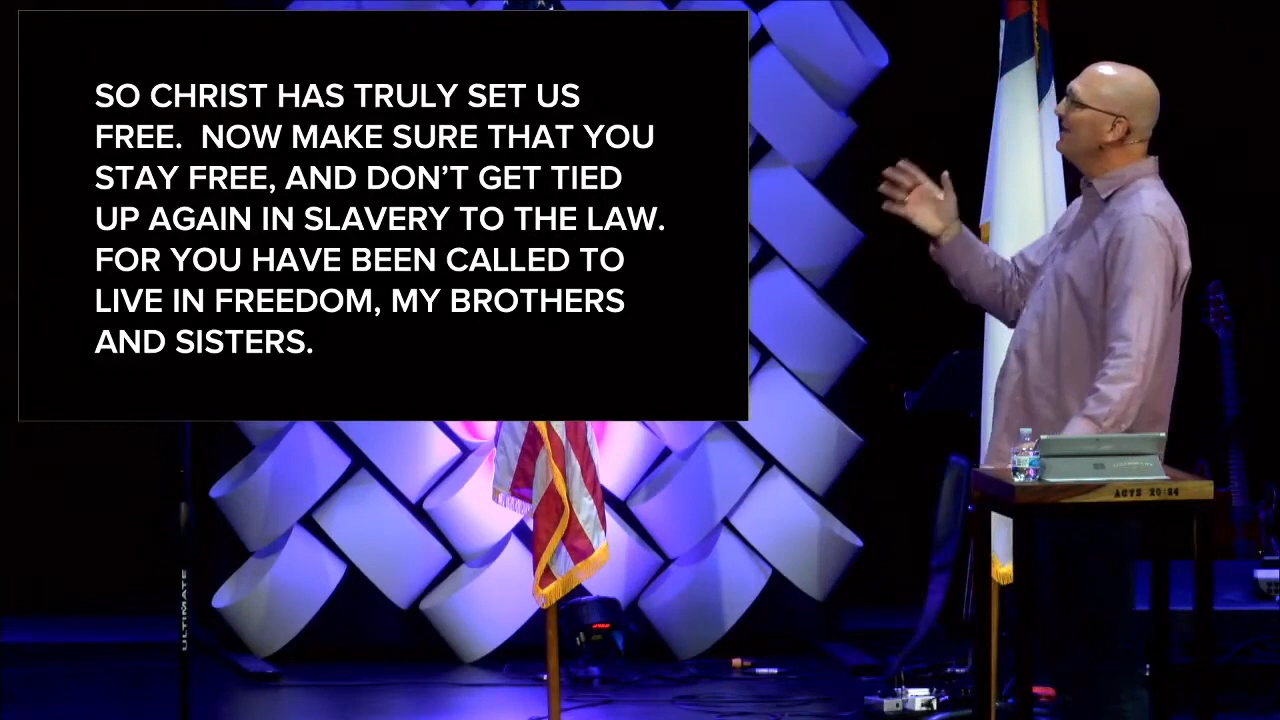 SO CHRIST HAS TRULY SET US
FREE.  NOW MAKE SURE THAT YOU
STAY FREE, AND DON’T GET TIED
UP AGAIN IN SLAVERY TO THE LAW.
FOR YOU HAVE BEEN CALLED TO
LIVE IN FREEDOM, MY BROTHERS
AND SISTERS.
ACTS 20:24
ULTIMATE